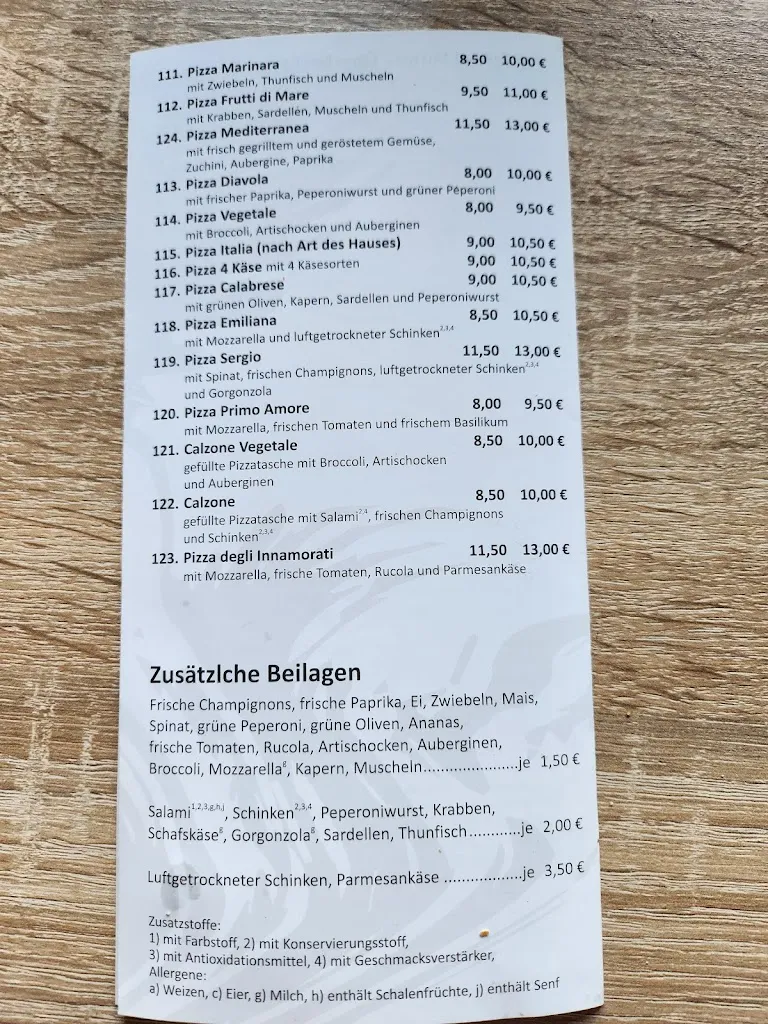 111. Pizza Marinara 8,50 10,00 €
mit Zwiebeln, Thunfisch und Muscheln
112. Pizza Frutti di Mare 9,50 11,00 €
mit Krabben, Sardellen, Muscheln und Thunfisch
124. Pizza Mediterranea 11,50 13,00 €
mit frisch gegrilltem und geröstetem Gemüse,
Zuchini, Aubergine, Paprika
113. Pizza Diavola 8,00 10,00 €
mit frischer Paprika, Peperoniwurst und grüner Peperoni
114. Pizza Vegetale 8,00 9,50 €
mit Broccoli, Artischocken und Auberginen
115. Pizza Italia (nach Art des Hauses) 9,00 10,50 €
116. Pizza 4 Käse mit 4 Käsesorten 9,00 10,50 €
117. Pizza Calabrese 9,00 10,50 €
mit grünen Oliven, Kapern, Sardellen und Peperoniwurst
118. Pizza Emiliana 8,50 10,50 €
mit Mozzarella und luftgetrockneter Schinken2,3,4
119. Pizza Sergio 11,50 13,00 €
mit Spinat, frischen Champignons, luftgetrockneter Schinken2,3,4
und Gorgonzola
120. Pizza Primo Amore 8,00 9,50 €
mit Mozzarella, frischen Tomaten und frischem Basilikum
121. Calzone Vegetale 8,50 10,00 €
gefüllte Pizzatasche mit Broccoli, Artischocken
und Auberginen
122. Calzone 8,50 10,00 €
gefüllte Pizzatasche mit Salami2,4, frischen Champignons
und Schinken2,3,4
123. Pizza degli Innamorati 11,50 13,00 €
mit Mozzarella, frische Tomaten, Rucola und Parmesankäse
Zusätzlche Beilagen
Frische Champignons, frische Paprika, Ei, Zwiebeln, Mais,
Spinat, grüne Peperoni, grüne Oliven, Ananas,
frische Tomaten, Rucola, Artischocken, Auberginen,
Broccoli, Mozzarellag, Kapern, Muscheln.....................je 1,50 €
Salami1,2,3,g,h,j, Schinken2,3,4, Peperoniwurst, Krabben,
Schafskäseg, Gorgonzolag, Sardellen, Thunfisch............je 2,00 €
Luftgetrockneter Schinken, Parmesankäse ..................je 3,50 €
Zusatzstoffe:
1) mit Farbstoff, 2) mit Konservierungsstoff,
3) mit Antioxidationsmittel, 4) mit Geschmacksverstärker,
Allergene:
a) Weizen, c) Eier, g) Milch, h) enthält Schalenfrüchte, j) enthält Senf